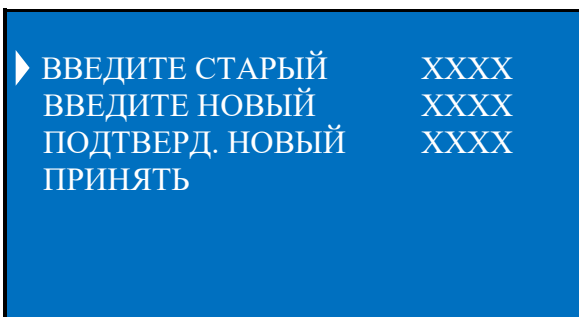 ВВЕДИТЕ СТАРЫЙ XXXX
ВВЕДИТЕ НОВЫЙ XXXX
ПОДТВЕРД. НОВЫЙ XXXX
ПРИНЯТЬ